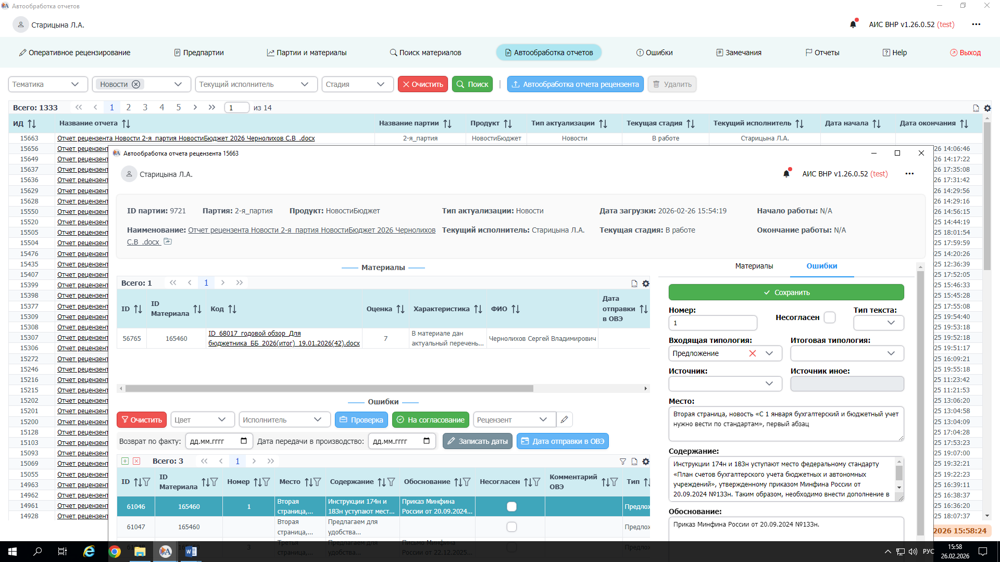 Автообработка отчетов
Старицына Л.А.
АИС ВНР v1.26.0.52 (test)
Оперативное рецензирование
Предпартии
Партии и материалы
Поиск материалов
Автообработка отчетов
Ошибки
Замечания
Отчеты
Help
Выход
Тематика
Новости
Текущий исполнитель
Стадия
Очистить
Поиск
Автообработка отчета рецензента
Удалить
Всего: 1333
1 2 3 4 5
1 из 14
ИД Название отчета Название партии Продукт Тип актуализации Текущая стадия Текущий исполнитель Дата начала Дата окончания
15663 Отчет рецензента Новости 2-я_партия НовостиБюджет 2026 Чернолихов С.В_.docx 2-я_партия НовостиБюджет Новости В работе Старицына Л.А.
15656 Отчет рецензент 26 14:06:46
15649 Отчет рецензент 26 14:17:22
15637 Отчет рецензент 26 17:35:08
15636 Отчет рецензент 26 17:31:42
15629 Отчет рецензент 26 14:29:56
15628 Отчет рецензент 26 14:29:16
15550 Отчет рецензент 26 14:56:15
15520 Отчет рецензент 26 14:44:19
15505 Отчет рецензент 25 18:01:54
15504 Отчет рецензент 25 17:59:59
15476 Отчет рецензент 25 14:20:26
15435 Отчет рецензент 25 12:36:39
15407 Отчет рецензент 25 17:52:05
15399 Отчет рецензент 25 15:46:33
15398 Отчет рецензент 25 15:45:28
15377 Отчет рецензент 25 17:55:08
15309 Отчет рецензент 25 19:54:40
15308 Отчет рецензент 25 19:53:18
15307 Отчет рецензент 25 19:52:18
15306 Отчет рецензент 25 19:51:17
15272 Отчет рецензент 25 16:09:21
15246 Отчет рецензент 25 19:55:18
15216 Отчет рецензент 25 11:23:42
15215 Отчет рецензент 25 11:21:53
15202 Отчет рецензент 25 13:06:20
15201 Отчет рецензент 25 13:04:58
15200 Отчет рецензент 25 13:04:09
15128 Отчет рецензент 25 17:04:28
15103 Отчет рецензент 25 17:53:23
15093 Отчет рецензент 25 19:07:00
15069 Отчет рецензент 25 19:32:21
15055 Отчет рецензент 25 19:22:23
14963 Отчет рецензент 25 16:39:11
14962 Отчет рецензент 25 16:38:37
14961 Отчет рецензент 25 16:36:20
14928 Отчет рецензент 25 18:07:37
Автообработка отчета рецензента 15663
Старицына Л.А.
АИС ВНР v1.26.0.52 (test)
ID партии: 9721 Партия: 2-я_партия Продукт: НовостиБюджет Тип актуализации: Новости Дата загрузки: 2026-02-26 15:54:19 Начало работы: N/A
Наименование: Отчет рецензента Новости 2-я_партия НовостиБюджет 2026 Чернолихов
С.В_.docx
Текущий исполнитель: Старицына Л.А. Текущая стадия: В работе Окончание работы: N/A
Материалы
Всего: 1
1
ID
ID
Материала
Код Оценка Характеристика ФИО
Дата
отправки
в ОВЭ
56765 165460
ID_68017_годовой обзор_Для
бюджетника_ББ_2026(итог)_19.01.2026(42).docx
7
В материале дан
актуальный перечень...
Чернолихов Сергей Владимирович
Ошибки
Очистить
Цвет
Исполнитель
Проверка
На согласование
Рецензент
Возврат по факту: дд.мм.гггг
Дата передачи в производство: дд.мм.гггг
Записать даты
Дата отправки в ОВЭ
Всего: 3
1
ID
ID
Материала
Номер Место Содержание Обоснование Несогласен
Комментарий
ОВЭ
Тип
61046 165460 1
Вторая
страница,...
Инструкции 174н и
183н уступают мест...
Приказ Минфина
России от 20.09.2024...
Предлож
61047 165460
Вторая
страница,...
Предлагаем для
удобства...
Предлож
3
Третья
страница,...
Предлагаем для
удобства...
Письмо Минфина
России от 22.12.2025...
Предлож
Материалы
Ошибки
Сохранить
Номер:
1
Несогласен
Тип текста:
Входящая типология:
Предложение
Итоговая типология:
Источник:
Источник иное:
Место:
Вторая страница, новость «С 1 января бухгалтерский и бюджетный учет
нужно вести по стандартам», первый абзац
Содержание:
Инструкции 174н и 183н уступают место федеральному стандарту
«План счетов бухгалтерского учета бюджетных и автономных
учреждений», утвержденному приказом Минфина России от
20.09.2024 №133н. Таким образом, необходимо внести дополнение в
Обоснование:
Приказ Минфина России от 20.09.2024 №133н.
2026 15:58:24
РУС
15:58
26.02.2026